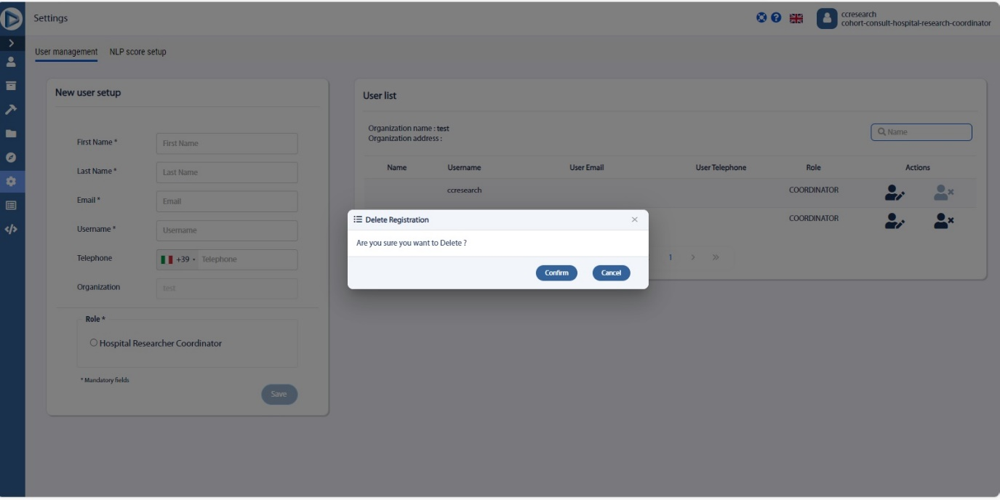 Settings
ccresearch
cohort-consult-hospital-research-coordinator
User management NLP score setup
New user setup
First Name * First Name
Last Name * Last Name
Email * Email
Username * Username
Telephone +39 Telephone
Organization test
Role *
Hospital Researcher Coordinator
* Mandatory fields
Save
User list
Organization name : test
Organization address :
Name
Name Username User Email User Telephone Role Actions
ccresearch COORDINATOR
COORDINATOR
1 > »
Delete Registration ×
Are you sure you want to Delete ?
Confirm Cancel